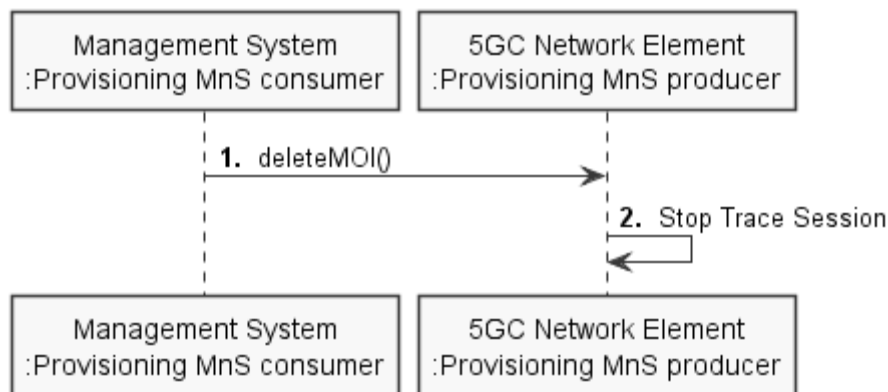 Management System
:Provisioning MnS consumer
5GC Network Element
:Provisioning MnS producer
1. deleteMOI()
2. Stop Trace Session
Management System
:Provisioning MnS consumer
5GC Network Element
:Provisioning MnS producer